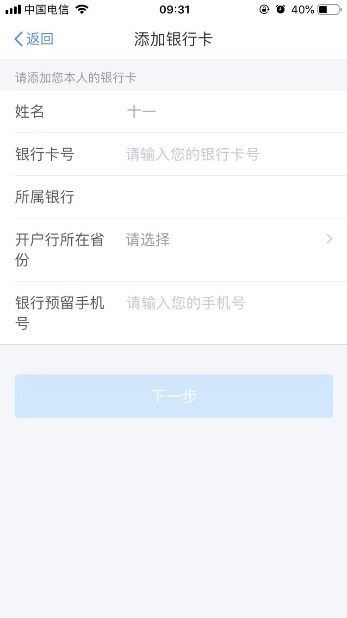 中国电信 09:31 40%
返回 添加银行卡
请添加您本人的银行卡
姓名 十一
银行卡号 请输入您的银行卡号
所属银行
开户行所在省 请选择
份
银行预留手机 请输入您的手机号
号
下一步